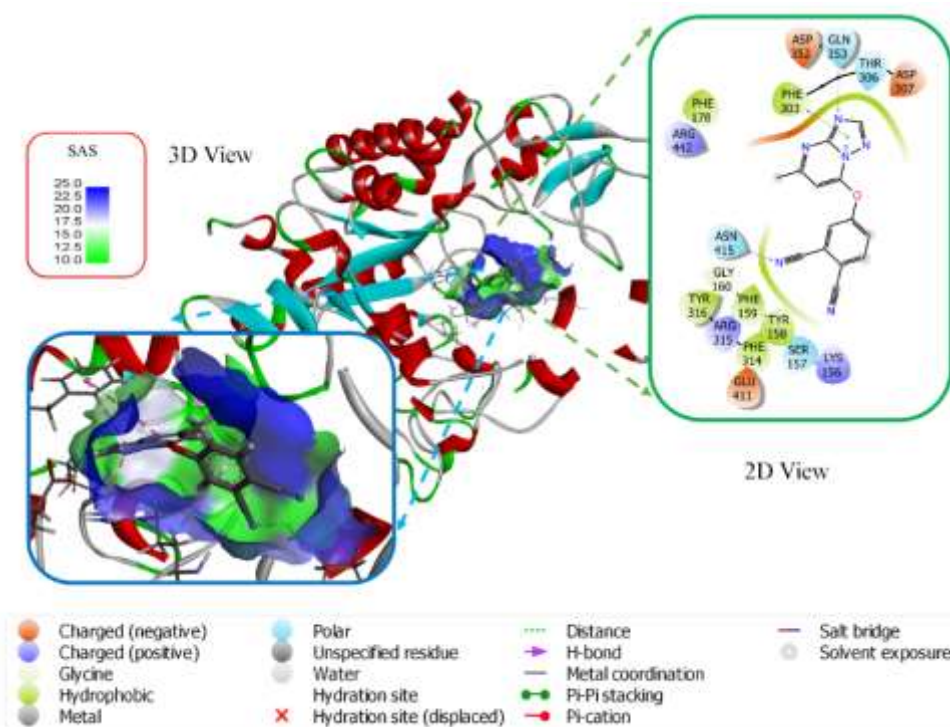 SAS
25.0
22.5
20.0
17.5
15.0
12.5
10.0
3D View
ASP
352
GLN
353
THR
306
ASP
307
PHE
303
PHE
178
ARG
442
N
N
N
N
N
O
ASN
415
N
N
GLY
160
TYR
316
PHE
159
ARG
315
TYR
158
PHE
314
SER
157
LYS
156
GLU
411
2D View
Charged (negative)
Charged (positive)
Glycine
Hydrophobic
Metal
Polar
Unspecified residue
Water
Hydration site
Hydration site (displaced)
Distance
H-bond
Metal coordination
Pi-Pi stacking
Pi-cation
Salt bridge
Solvent exposure